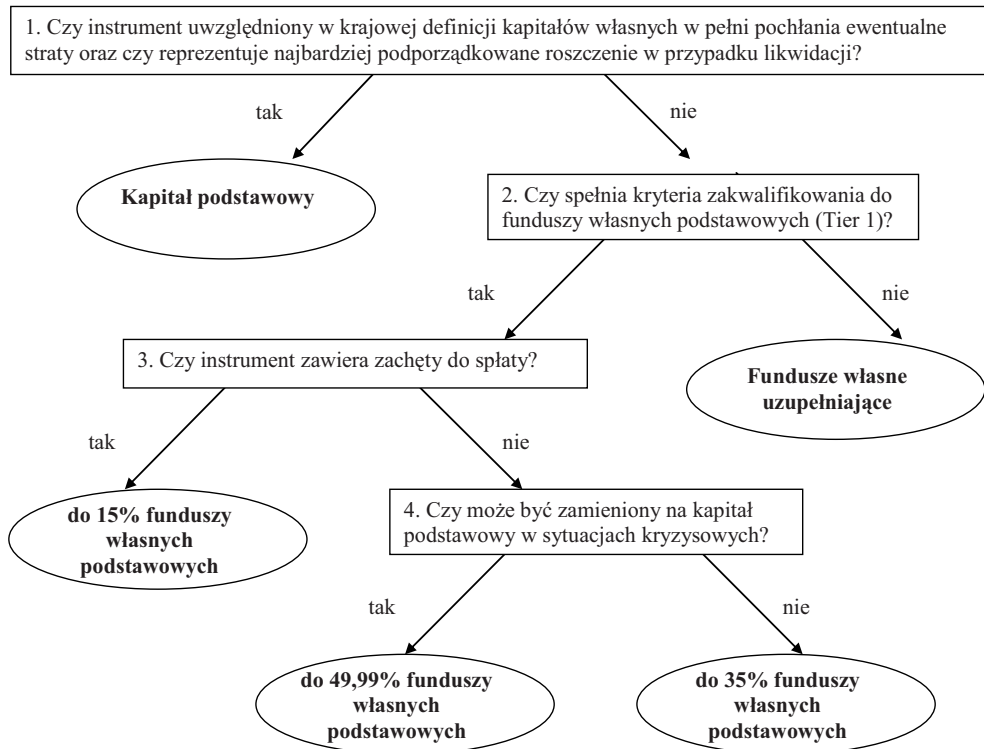 1. Czy instrument uwzględniony w krajowej definicji kapitałów własnych w pełni pochłania ewentualne
straty oraz czy reprezentuje najbardziej podporządkowane roszczenie w przypadku likwidacji?
tak
nie
Kapitał podstawowy
2. Czy spełnia kryteria zakwalifikowania do
funduszy własnych podstawowych (Tier 1)?
tak
nie
3. Czy instrument zawiera zachęty do spłaty?
Fundusze własne
uzupełniające
tak
nie
do 15% funduszy
własnych
podstawowych
4. Czy może być zamieniony na kapitał
podstawowy w sytuacjach kryzysowych?
tak
nie
do 49,99% funduszy
własnych
podstawowych
do 35% funduszy
własnych
podstawowych